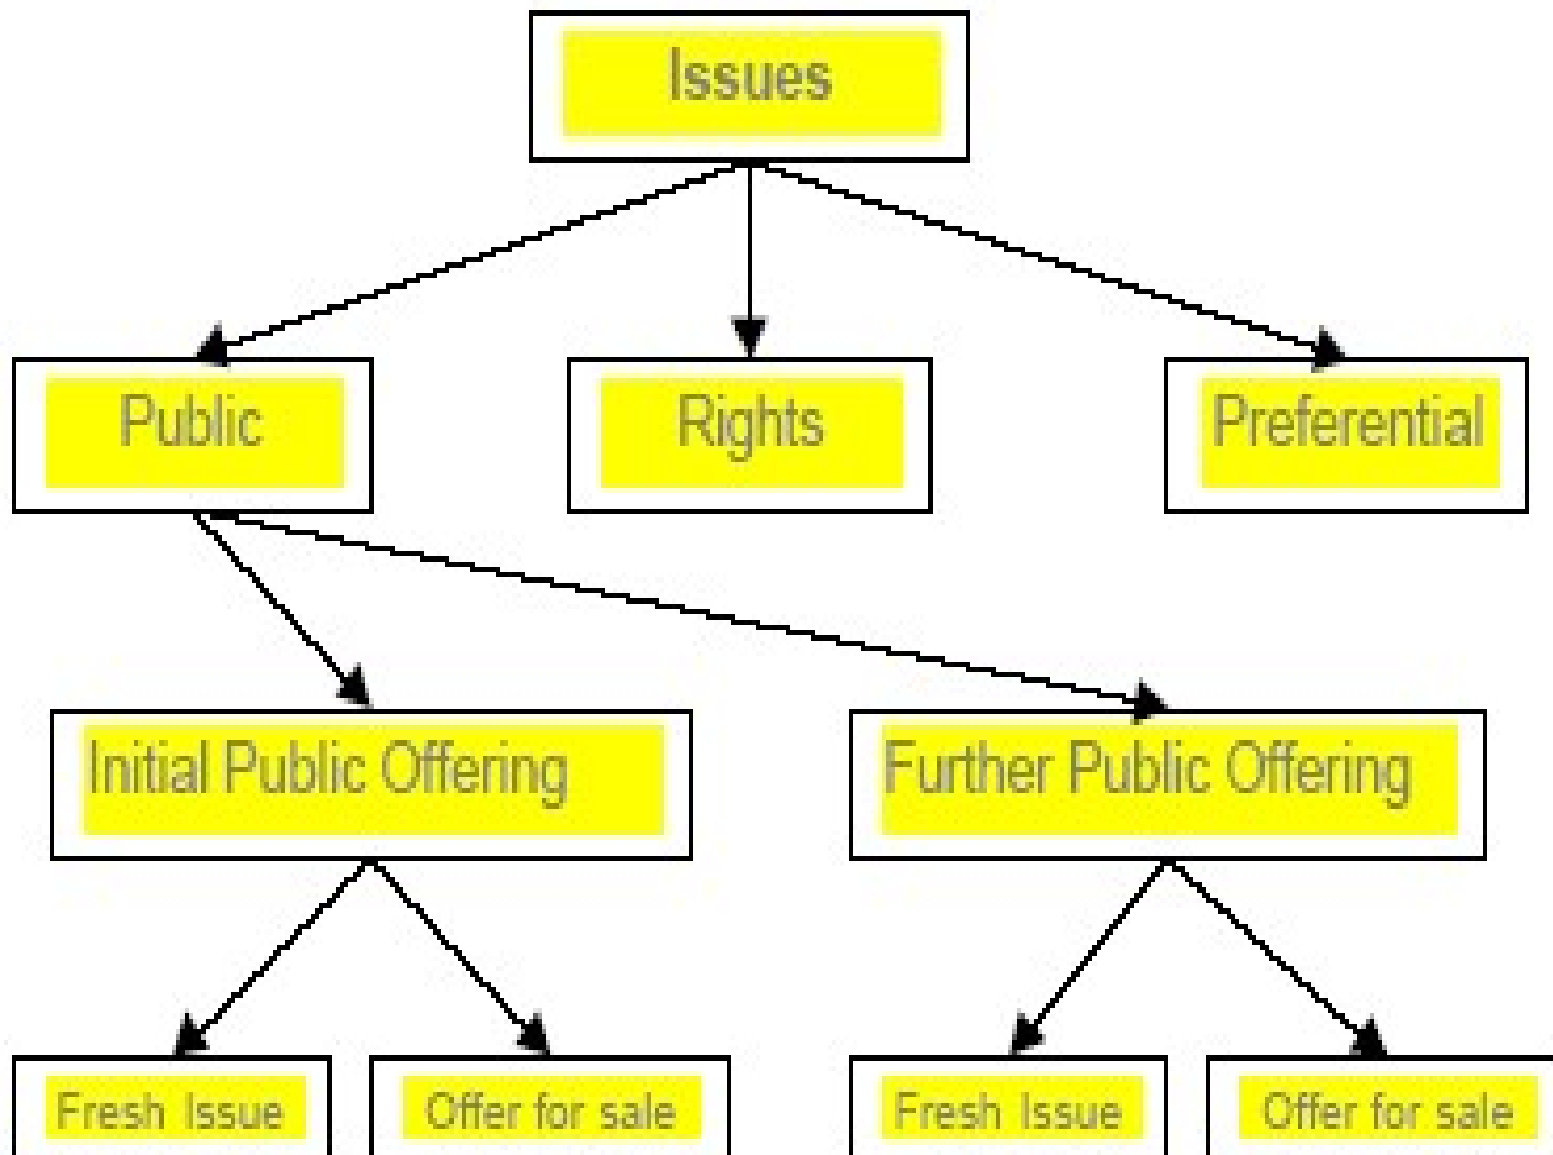 Issues
Public
Rights
Preferential
Initial Public Offering
Further Public Offering
Fresh Issue
Offer for sale
Fresh Issue
Offer for sale